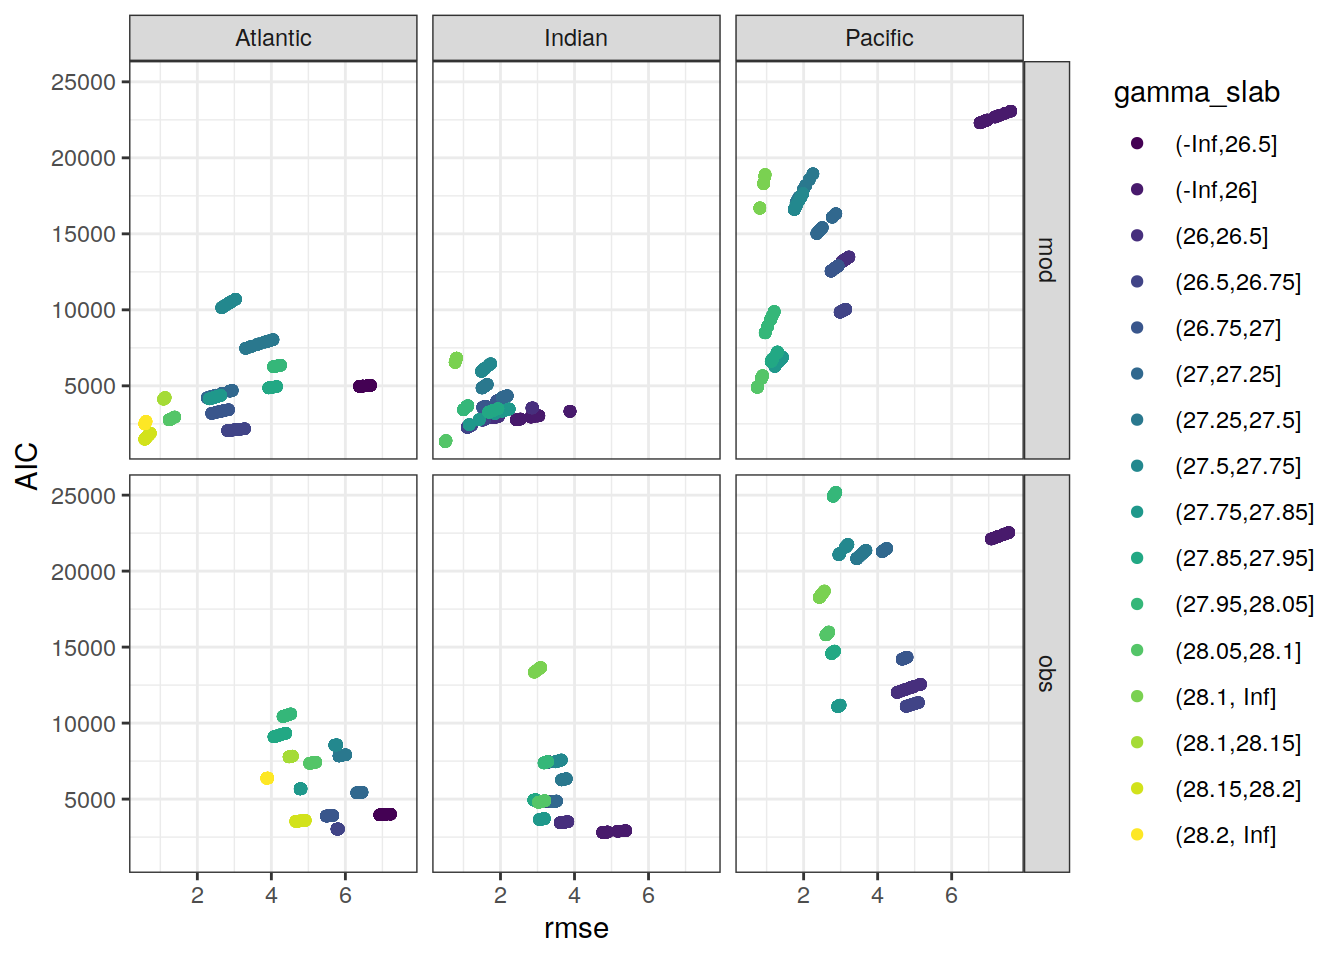 Atlantic Indian Pacific
25000
20000
15000
10000
5000
mod
25000
20000
15000
10000
5000
obs
2 4 6 2 4 6 2 4 6
rmse
AIC
gamma_slab
(-Inf,26.5]
(-Inf,26]
(26,26.5]
(26.5,26.75]
(26.75,27]
(27,27.25]
(27.25,27.5]
(27.5,27.75]
(27.75,27.85]
(27.85,27.95]
(27.95,28.05]
(28.05,28.1]
(28.1, Inf]
(28.1,28.15]
(28.15,28.2]
(28.2, Inf]